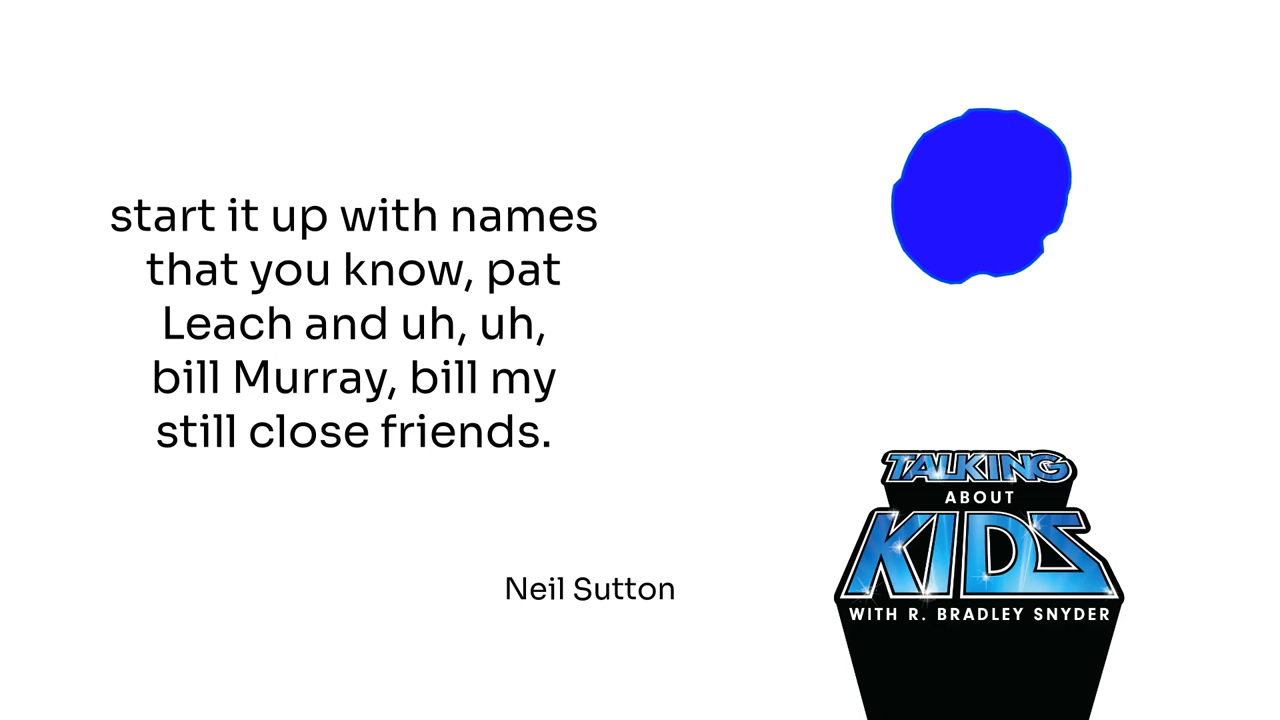 start it up with names
that you know, pat
Leach and uh, uh,
bill Murray, bill my
still close friends.
Neil Sutton
TALKING
ABOUT
KIDS
WITH R. BRADLEY SNYDER